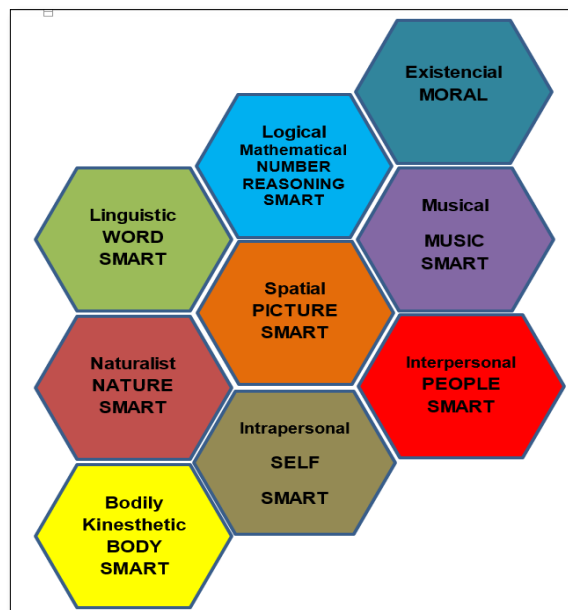 Existencial
MORAL
Logical
Mathematical
NUMBER
REASONING
SMART
Linguistic
WORD
SMART
Musical
MUSIC
SMART
Spatial
PICTURE
SMART
Naturalist
NATURE
SMART
Interpersonal
PEOPLE
SMART
Intrapersonal
SELF
SMART
Bodily
Kinesthetic
BODY
SMART